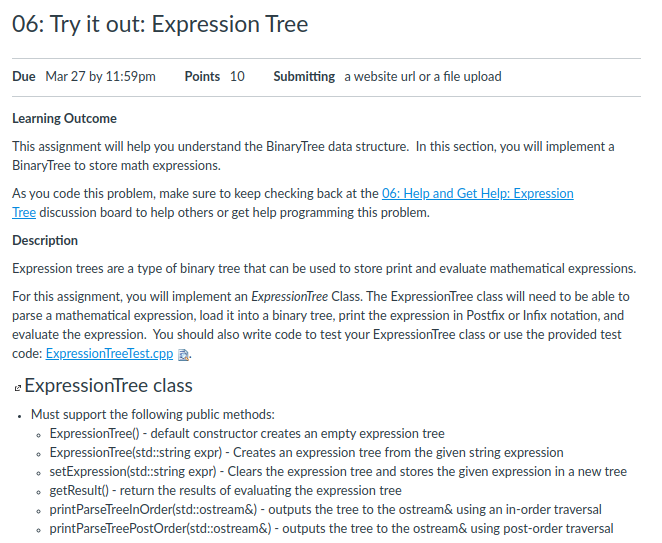 06: Try it out: Expression Tree
Due Mar 27 by 11:59pm Points 10 Submitting a website url or a file upload
Learning Outcome
This assignment will help you understand the BinaryTree data structure. In this section, you will implement a
BinaryTree to store math expressions.
As you code this problem, make sure to keep checking back at the 06: Help and Get Help: Expression
Tree discussion board to help others or get help programming this problem.
Description
Expression trees are a type of binary tree that can be used to store print and evaluate mathematical expressions.
For this assignment, you will implement an ExpressionTree Class. The ExpressionTree class will need to be able to
parse a mathematical expression, load it into a binary tree, print the expression in Postfix or Infix notation, and
evaluate the expression. You should also write code to test your ExpressionTree class or use the provided test
code: ExpressionTreeTest.cpp.
ExpressionTree class
• Must support the following public methods:
◦ ExpressionTree() - default constructor creates an empty expression tree
◦ ExpressionTree(std::string expr) - Creates an expression tree from the given string expression
◦ setExpression(std::string expr) - Clears the expression tree and stores the given expression in a new tree
◦ getResult() - return the results of evaluating the expression tree
◦ printParseTreeInOrder(std::ostream&) - outputs the tree to the ostream& using an in-order traversal
◦ printParseTreePostOrder(std::ostream&) - outputs the tree to the ostream& using post-order traversal